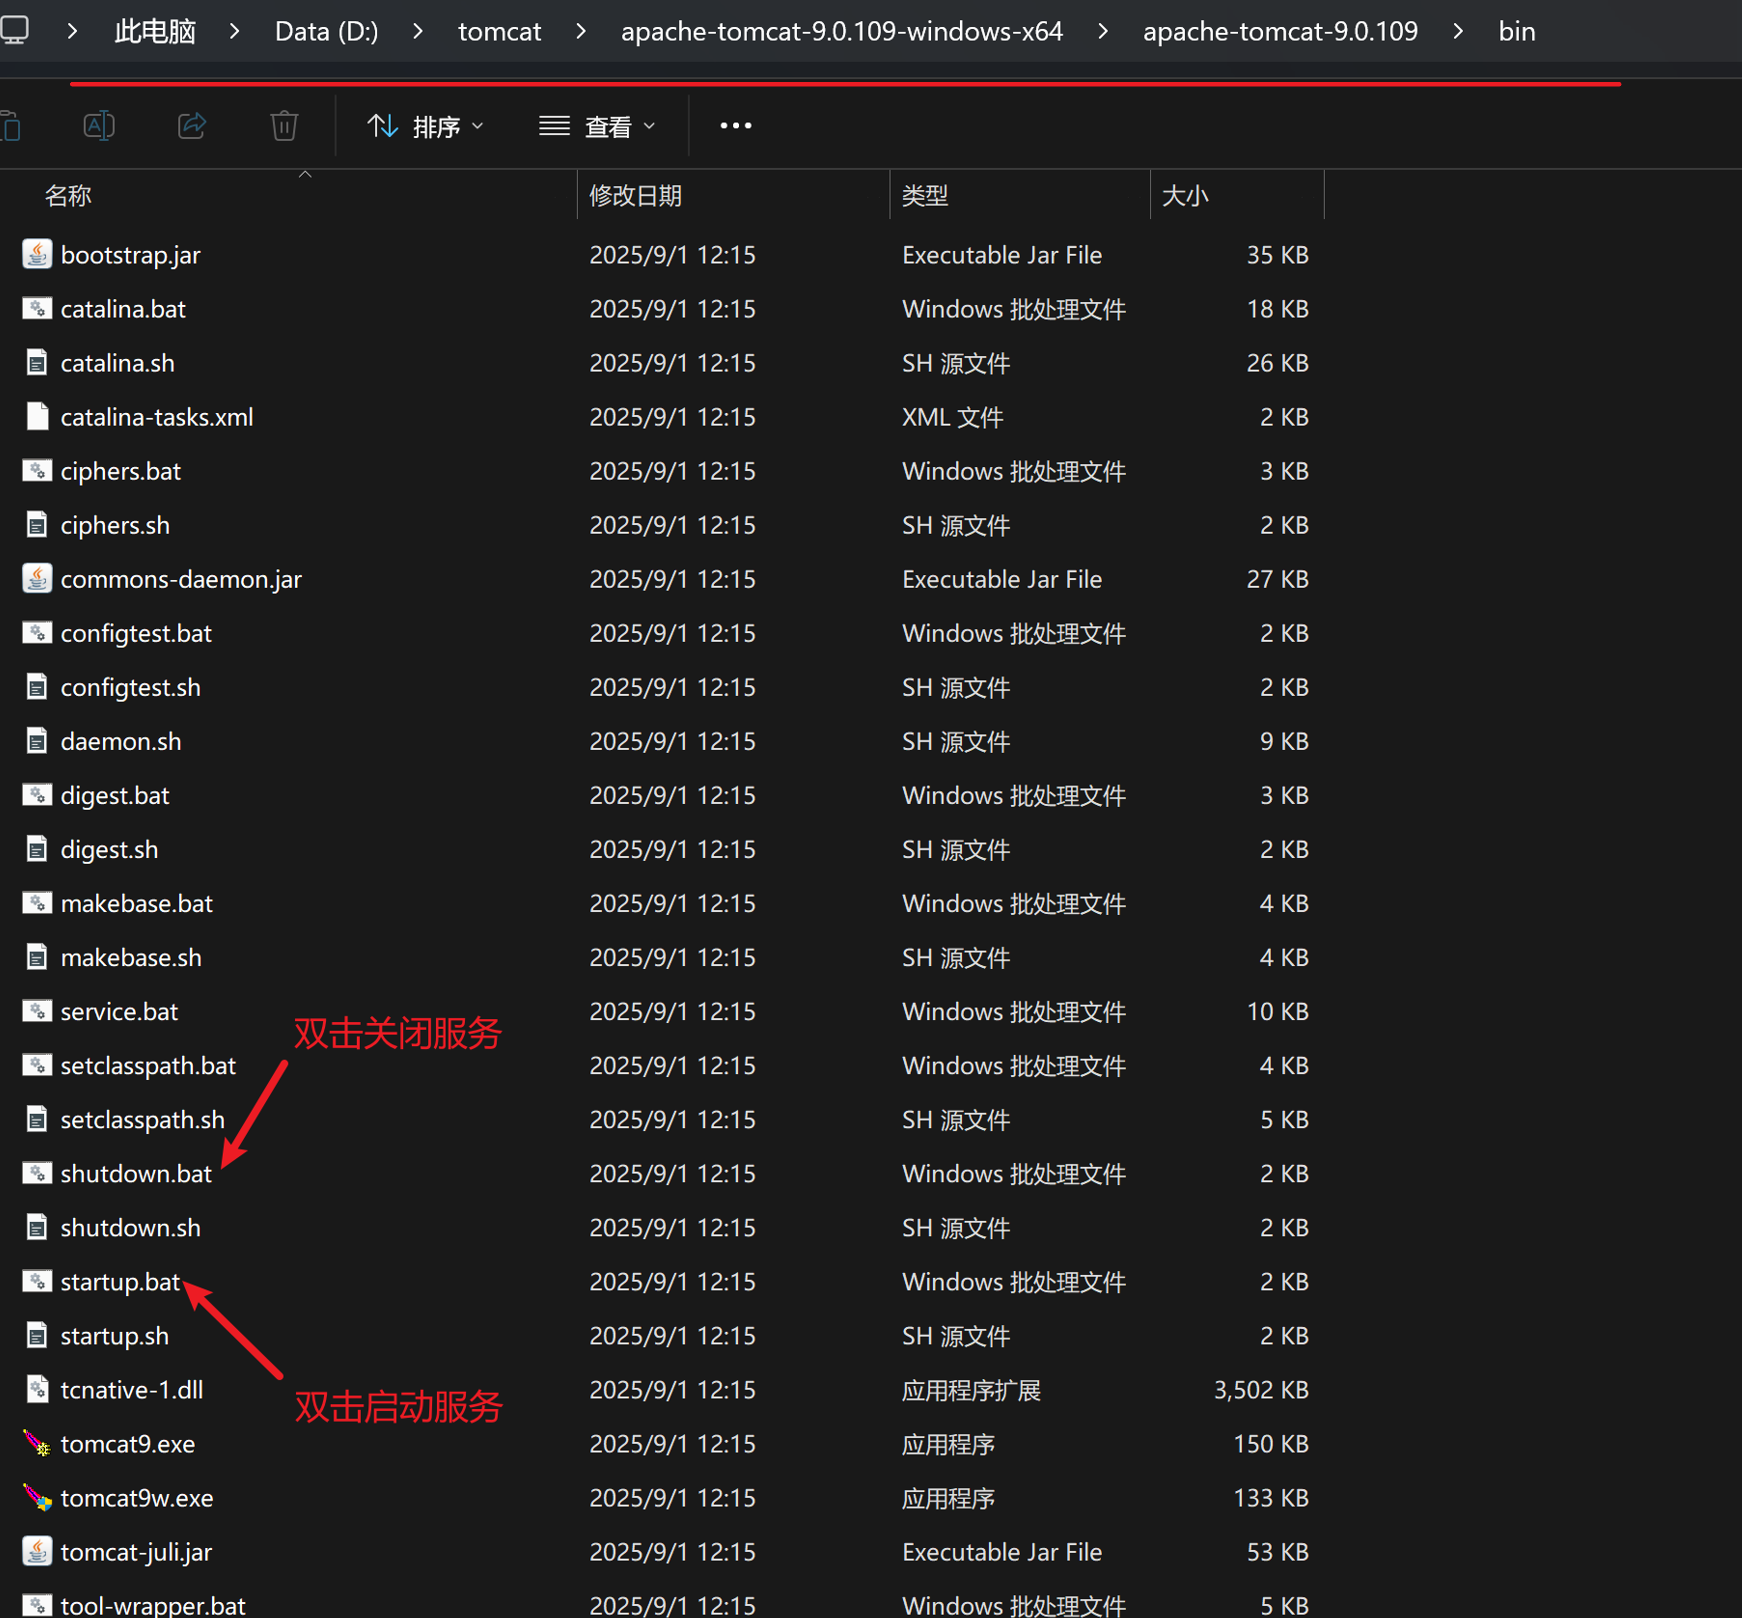 此电脑 > Data (D:) > tomcat > apache-tomcat-9.0.109-windows-x64 > apache-tomcat-9.0.109 > bin
排序 查看
名称 修改日期 类型 大小
bootstrap.jar 2025/9/1 12:15 Executable Jar File 35 KB
catalina.bat 2025/9/1 12:15 Windows 批处理文件 18 KB
catalina.sh 2025/9/1 12:15 SH 源文件 26 KB
catalina-tasks.xml 2025/9/1 12:15 XML 文件 2 KB
ciphers.bat 2025/9/1 12:15 Windows 批处理文件 3 KB
ciphers.sh 2025/9/1 12:15 SH 源文件 2 KB
commons-daemon.jar 2025/9/1 12:15 Executable Jar File 27 KB
configtest.bat 2025/9/1 12:15 Windows 批处理文件 2 KB
configtest.sh 2025/9/1 12:15 SH 源文件 2 KB
daemon.sh 2025/9/1 12:15 SH 源文件 9 KB
digest.bat 2025/9/1 12:15 Windows 批处理文件 3 KB
digest.sh 2025/9/1 12:15 SH 源文件 2 KB
makebase.bat 2025/9/1 12:15 Windows 批处理文件 4 KB
makebase.sh 2025/9/1 12:15 SH 源文件 4 KB
service.bat 2025/9/1 12:15 Windows 批处理文件 10 KB
双击关闭服务
setclasspath.bat 2025/9/1 12:15 Windows 批处理文件 4 KB
setclasspath.sh 2025/9/1 12:15 SH 源文件 5 KB
shutdown.bat 2025/9/1 12:15 Windows 批处理文件 2 KB
shutdown.sh 2025/9/1 12:15 SH 源文件 2 KB
startup.bat 2025/9/1 12:15 Windows 批处理文件 2 KB
startup.sh 2025/9/1 12:15 SH 源文件 2 KB
tcnative-1.dll 2025/9/1 12:15 应用程序扩展 3,502 KB
双击启动服务
tomcat9.exe 2025/9/1 12:15 应用程序 150 KB
tomcat9w.exe 2025/9/1 12:15 应用程序 133 KB
tomcat-juli.jar 2025/9/1 12:15 Executable Jar File 53 KB
tool-wrapper.bat 2025/9/1 12:15 Windows 批处理文件 5 KB